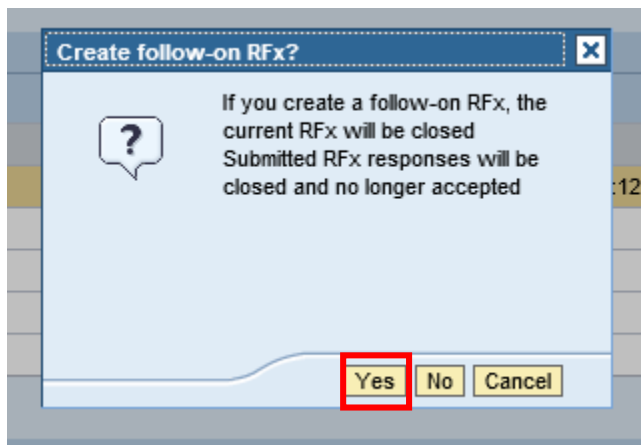 Create follow-on RFx?
?
If you create a follow-on RFx, the
current RFx will be closed
Submitted RFx responses will be
closed and no longer accepted
:12
Yes No Cancel